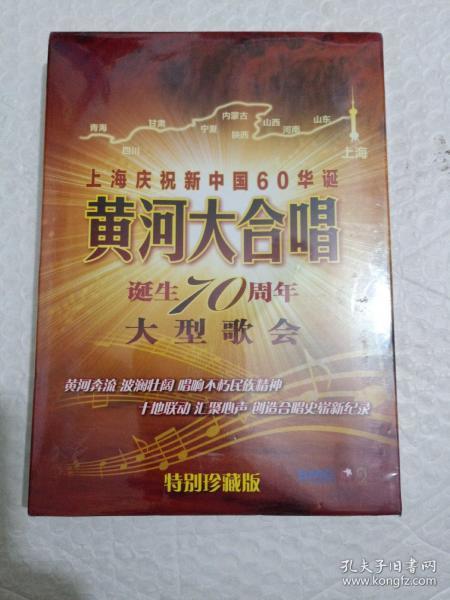 青海
四川
甘肃
宁夏
内蒙古
陕西
山西
河南
山东
上海
上海庆祝新中国60华诞
黄河大合唱
诞生70周年
大型歌会
黄河奔流 波澜壮阔 唱响不朽民族精神
十地联动 汇聚心声 创造合唱史崭新纪录
特别珍藏版
孔夫子旧书网
www.kongfz.com